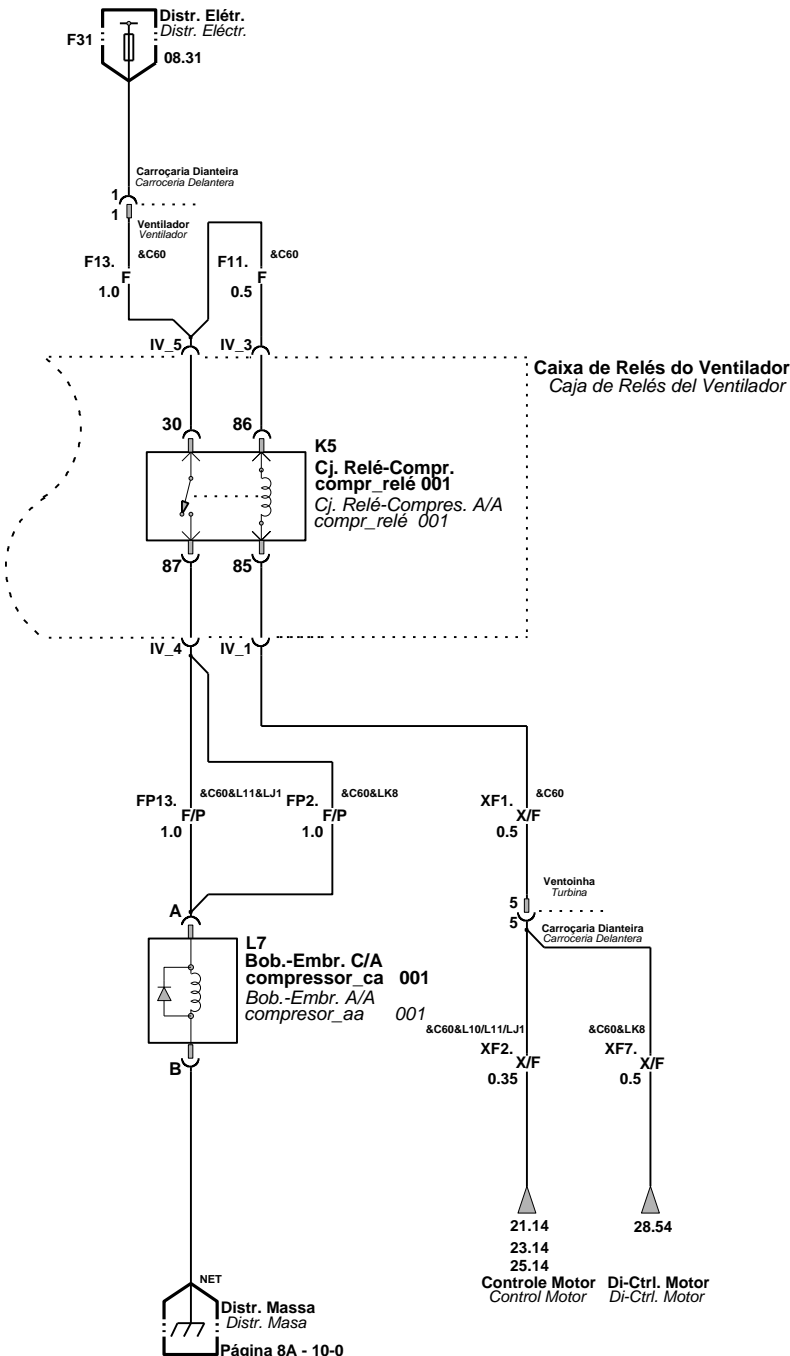 Distr. Elétr.
Distr. Eléctr.
F31
08.31
Carroçaria Dianteira
Carroceria Delantera
1
1
Ventilador
Ventilador
&C60
F13.
F
1.0
&C60
F11.
F
0.5
IV_5
IV_3
Caixa de Relés do Ventilador
Caja de Relés del Ventilador
30
86
K5
Cj. Relé-Compr.
compr_relé 001
Cj. Relé-Compres. A/A
compr_relé 001
87
85
IV_4
IV_1
&C60&L11&LJ1
FP13.
F/P
1.0
&C60&LK8
FP2.
F/P
1.0
&C60
XF1.
X/F
0.5
Ventoinha
Turbina
5
5
Carroçaria Dianteira
Carroceria Delantera
A
L7
Bob.-Embr. C/A
compressor_ca 001
Bob.-Embr. A/A
compresor_aa 001
B
&C60&L10/L11/LJ1
XF2.
X/F
0.35
&C60&LK8
XF7.
X/F
0.5
21.14
23.14
25.14
Controle Motor
Control Motor
28.54
Di-Ctrl. Motor
Di-Ctrl. Motor
NET
Distr. Massa
Distr. Masa
Página 8A - 10-0